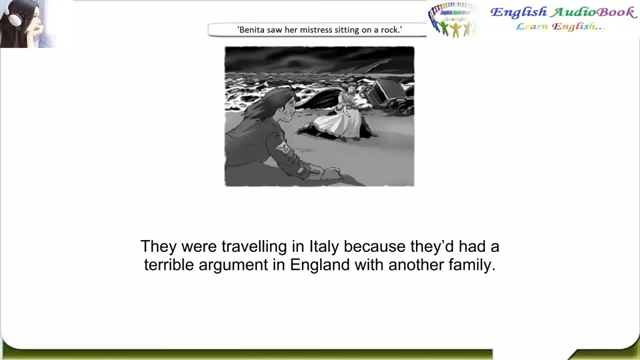 'Benita saw her mistress sitting on a rock.'
English AudioBook
Learn English...
They were travelling in Italy because they'd had a
terrible argument in England with another family.